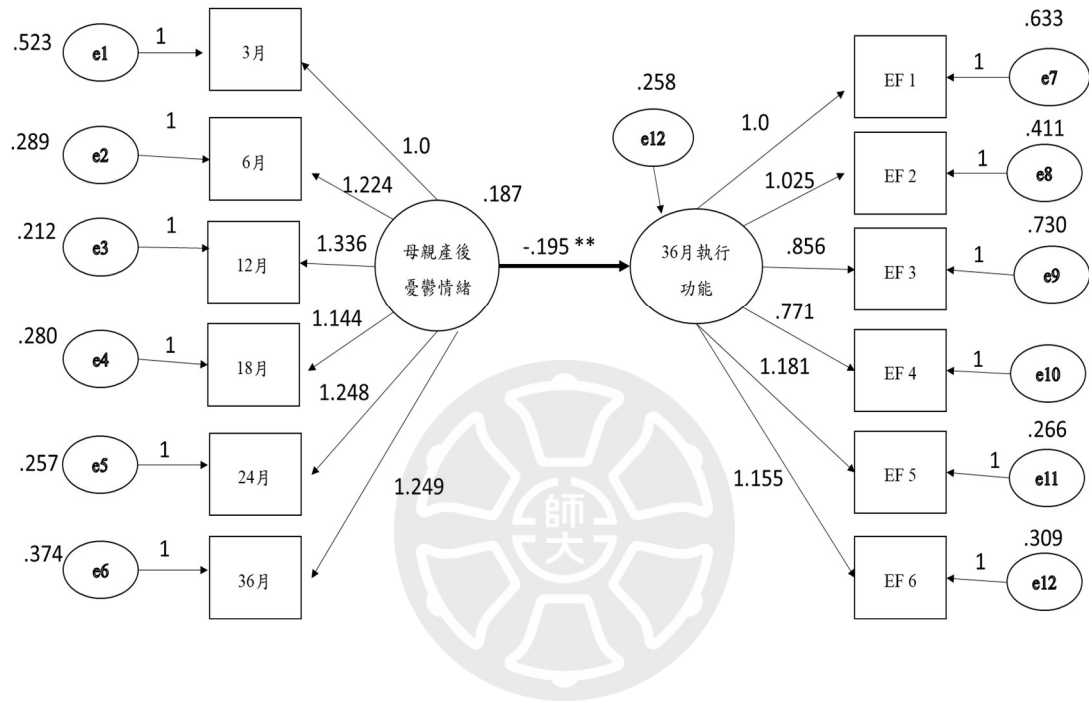 .523
e1
1
3月
.289
e2
1
6月
.212
e3
1
12月
.280
e4
1
18月
.257
e5
1
24月
.374
e6
1
36月
1.0
1.224
1.336
1.144
1.248
1.249
.187
母親產後
憂鬱情緒
-.195 **
.258
e12
36月執行
功能
1.0
1.025
.856
.771
1.181
1.155
EF 1
1
.633
e7
EF 2
1
.411
e8
EF 3
1
.730
e9
EF 4
1
e10
EF 5
1
.266
e11
EF 6
1
.309
e12
師大